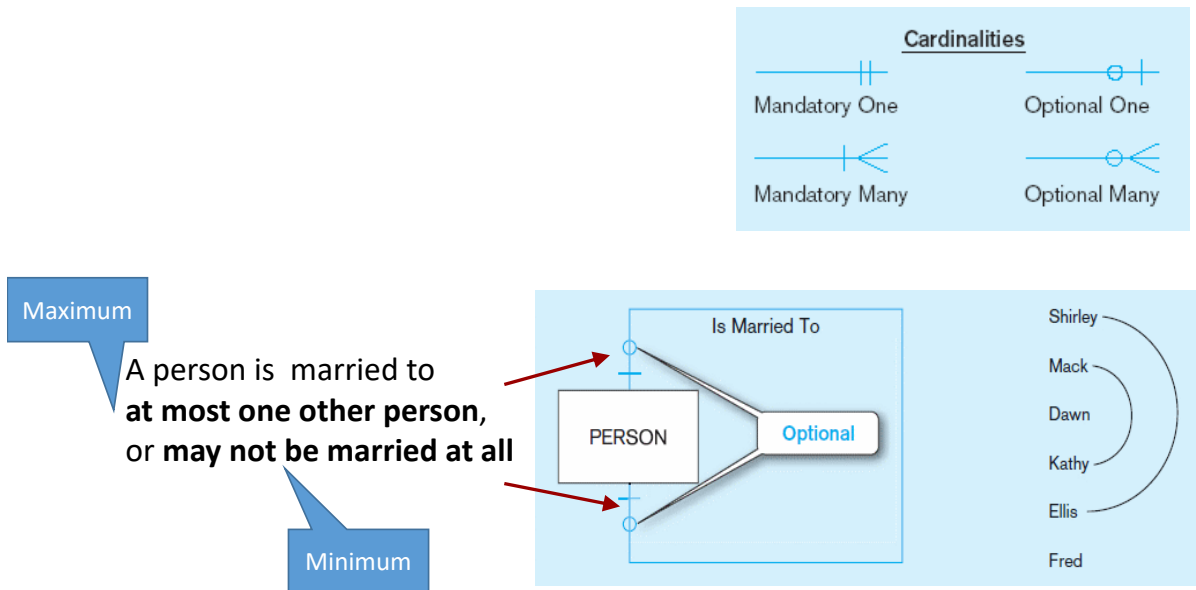 Cardinalities
Mandatory One
Optional One
Mandatory Many
Optional Many
Maximum
A person is married to
at most one other person,
or may not be married at all
Minimum
Is Married To
PERSON
Optional
Shirley
Mack
Dawn
Kathy
Ellis
Fred